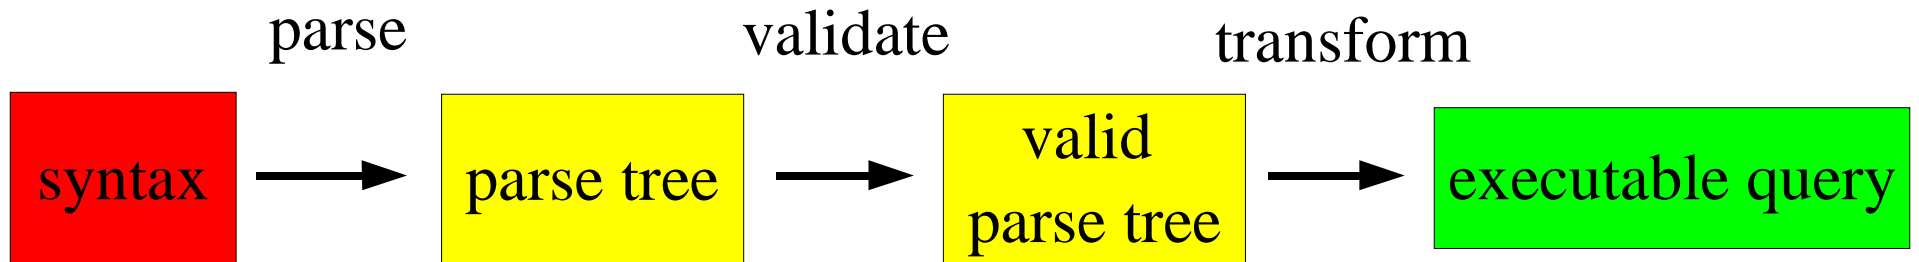 parse
validate
transform
syntax
parse tree
valid
parse tree
executable query